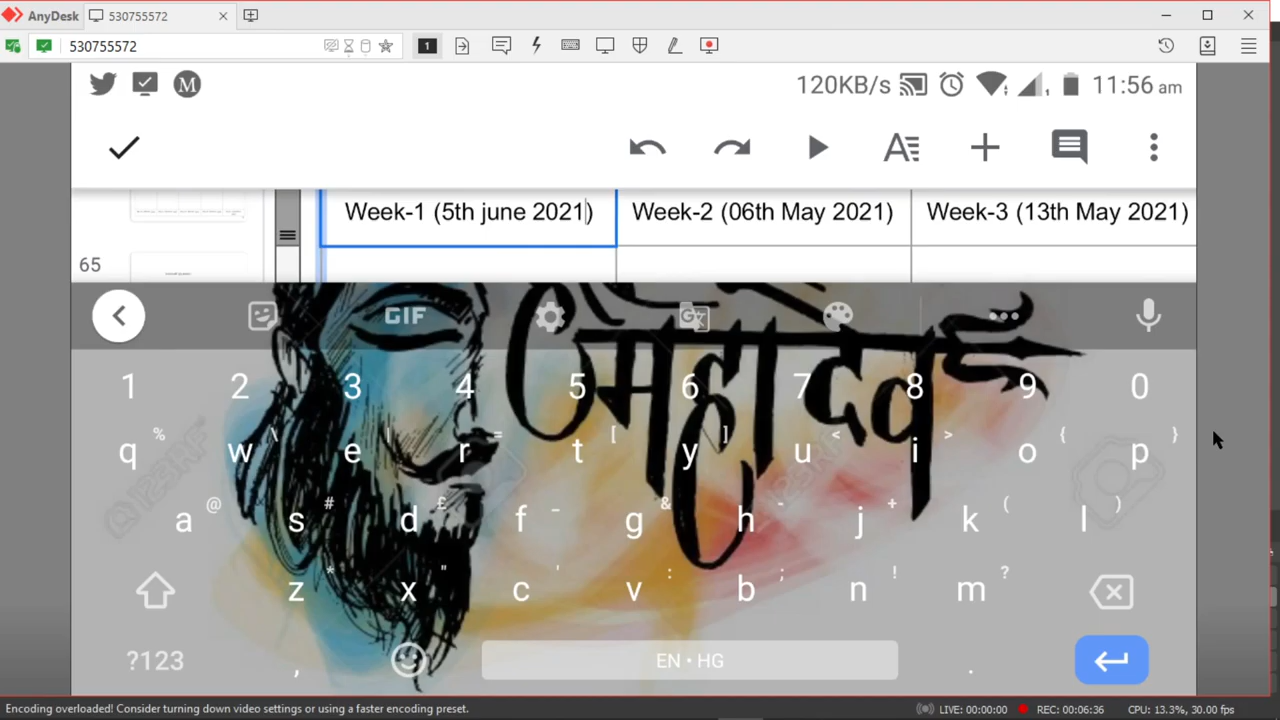 AnyDesk 530755572
530755572 1
M 120KB/s 11:56 am
Week-1 (5th june 2021) Week-2 (06th May 2021) Week-3 (13th May 2021)
65
GIF G
महादेव
1 2 3 4 5 6 7 8 9 0
% \ | = [ ] < > { }
q w e r t y u i o p
@ # £ _ & - + ( )
a s d f g h j k l
* " ' : ; ! ?
z x c v b n m
?123 , EN • HG .
123RF
Encoding overloaded! Consider turning down video settings or using a faster encoding preset. LIVE: 00:00:00 REC: 00:06:36 CPU: 13.3%, 30.00 fps